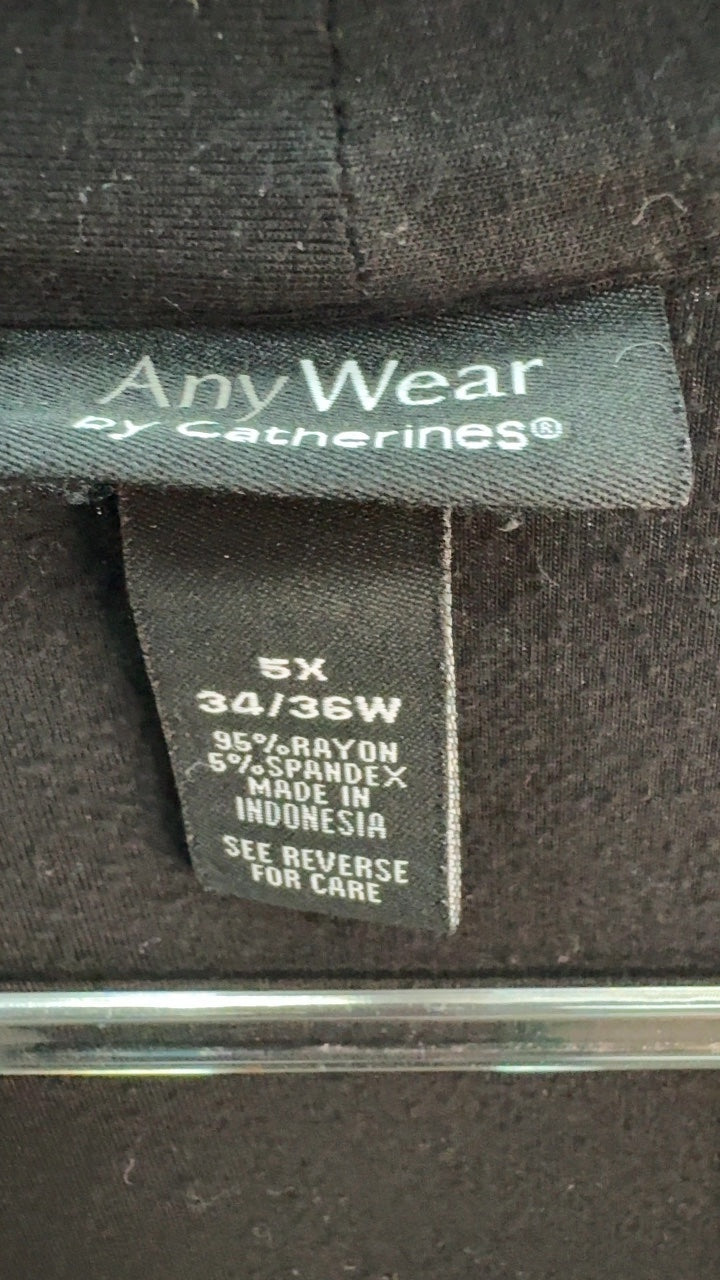 AnyWear
by Catherines®
5X
34/36W
95%RAYON
5%SPANDEX
MADE IN
INDONESIA
SEE REVERSE
FOR CARE